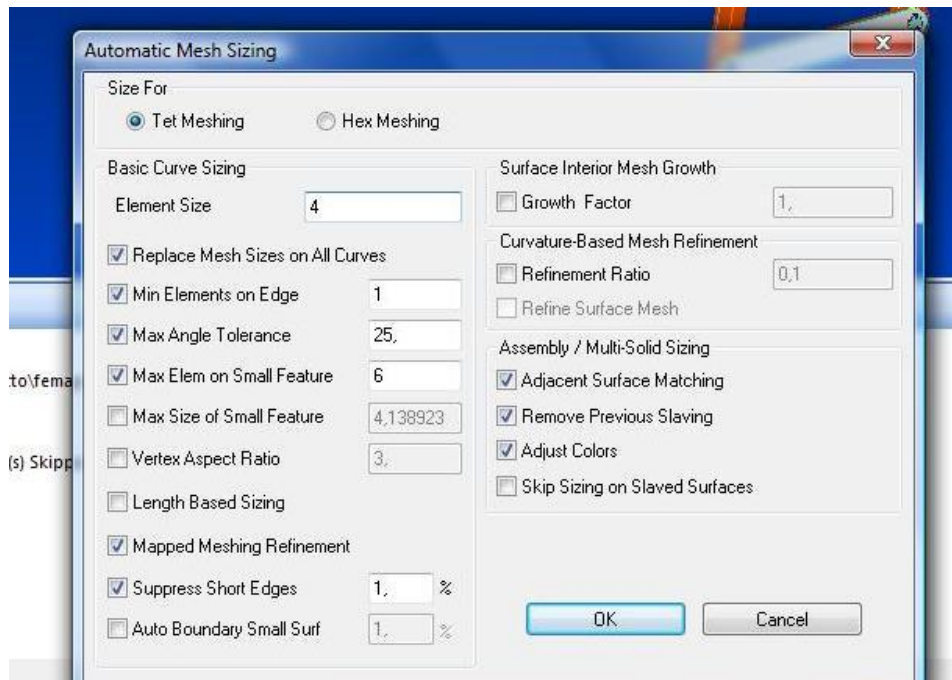 Automatic Mesh Sizing
Size For
Tet Meshing
Hex Meshing
Basic Curve Sizing
Element Size 4
Replace Mesh Sizes on All Curves
Min Elements on Edge 1
Max Angle Tolerance 25,
Max Elem on Small Feature 6
Max Size of Small Feature 4,138923
Vertex Aspect Ratio 3,
Length Based Sizing
Mapped Meshing Refinement
Suppress Short Edges 1, %
Auto Boundary Small Surf 1, %
Surface Interior Mesh Growth
Growth Factor 1,
Curvature-Based Mesh Refinement
Refinement Ratio 0,1
Refine Surface Mesh
Assembly / Multi-Solid Sizing
Adjacent Surface Matching
Remove Previous Slaving
Adjust Colors
Skip Sizing on Slaved Surfaces
OK
Cancel
to\fema
(s) Skipp